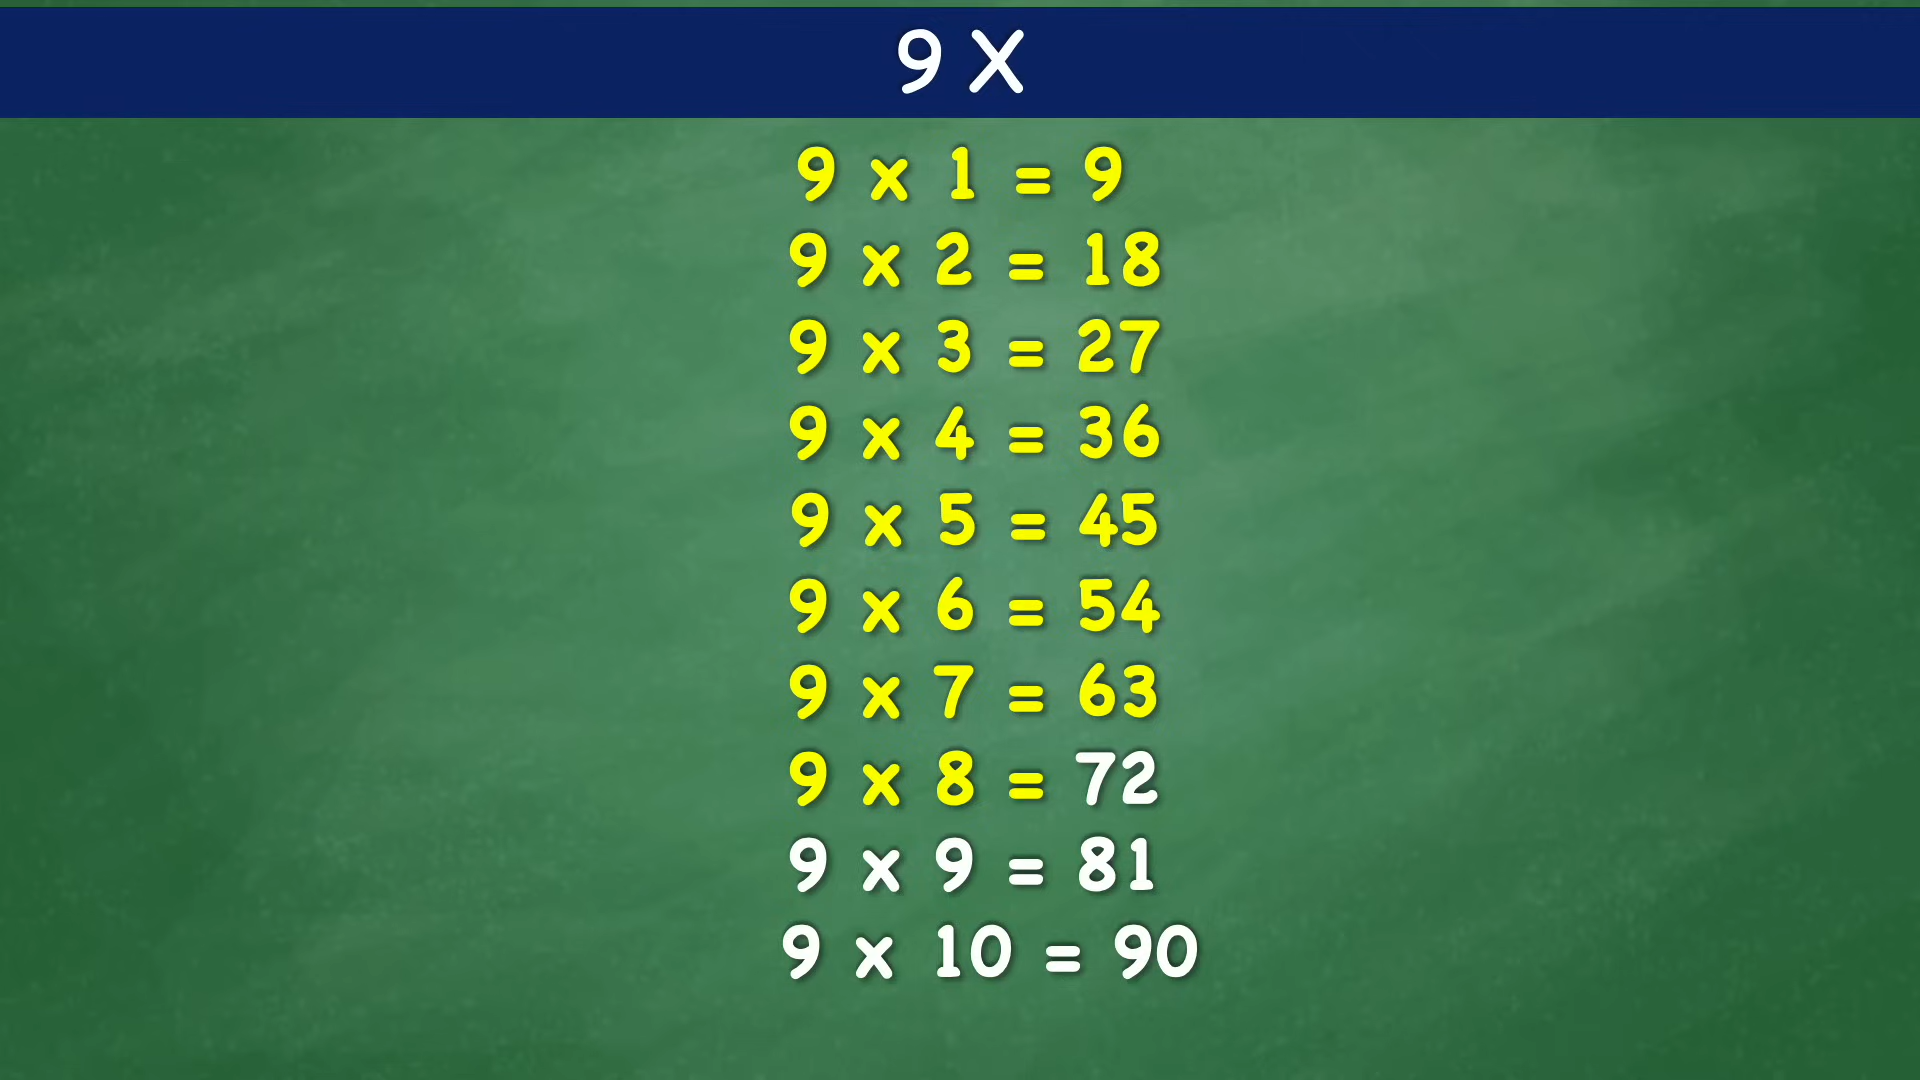 9 X
9 x 1 = 9
9 x 2 = 18
9 x 3 = 27
9 x 4 = 36
9 x 5 = 45
9 x 6 = 54
9 x 7 = 63
9 x 8 = 72
9 x 9 = 81
9 x 10 = 90